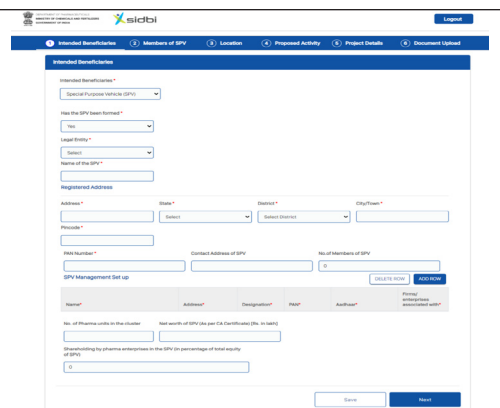 DEPARTMENT OF PHARMACEUTICALS
MINISTRY OF CHEMICALS AND FERTILIZERS
GOVERNMENT OF INDIA
sidbi
Logout
1 Intended Beneficiaries 2 Members of SPV 3 Location 4 Proposed Activity 5 Project Details 6 Document Upload
Intended Beneficiaries
Intended Beneficiaries *
Special Purpose Vehicle (SPV)
Has the SPV been formed *
Yes
Legal Entity *
Select
Name of the SPV *
Registered Address
Address * State * District * City/Town *
Select Select District
Pincode *
PAN Number * Contact Address of SPV No.of Members of SPV
0
SPV Management Set up DELETE ROW ADD ROW
Name* Address* Designation* PAN* Aadhaar* Firms/
enterprises
associated with*
No. of Pharma units in the cluster Net worth of SPV (As per CA Certificate) (Rs. in lakh)
Shareholding by pharma enterprises in the SPV (in percentage of total equity
of SPV)
0
Save Next